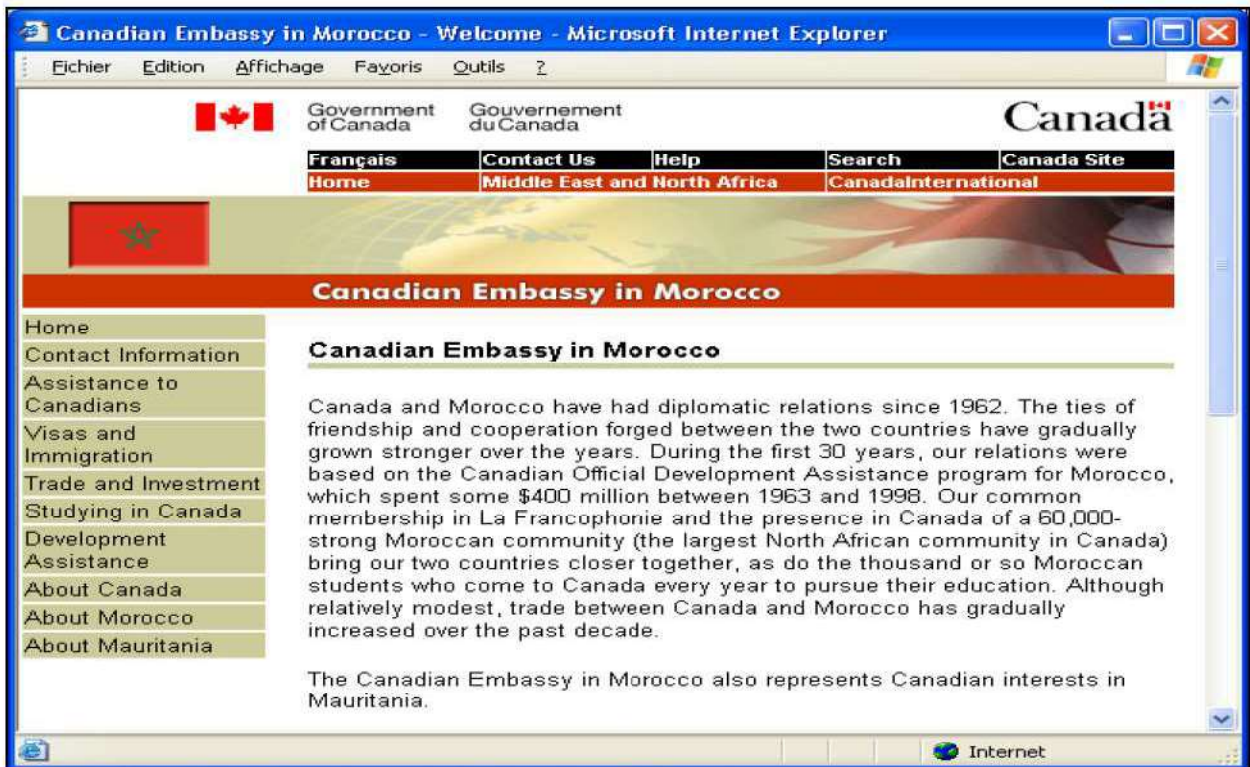 Canadian Embassy in Morocco - Welcome - Microsoft Internet Explorer
Fichier Edition Affichage Favoris Outils ?
Government Gouvernement
of Canada du Canada
Canada
Français Contact Us Help Search Canada Site
Home Middle East and North Africa CanadaInternational
Canadian Embassy in Morocco
Home
Contact Information
Assistance to
Canadians
Visas and
Immigration
Trade and Investment
Studying in Canada
Development
Assistance
About Canada
About Morocco
About Mauritania
Canadian Embassy in Morocco
Canada and Morocco have had diplomatic relations since 1962. The ties of
friendship and cooperation forged between the two countries have gradually
grown stronger over the years. During the first 30 years, our relations were
based on the Canadian Official Development Assistance program for Morocco,
which spent some $400 million between 1963 and 1998. Our common
membership in La Francophonie and the presence in Canada of a 60,000-
strong Moroccan community (the largest North African community in Canada)
bring our two countries closer together, as do the thousand or so Moroccan
students who come to Canada every year to pursue their education. Although
relatively modest, trade between Canada and Morocco has gradually
increased over the past decade.
The Canadian Embassy in Morocco also represents Canadian interests in
Mauritania.
Internet